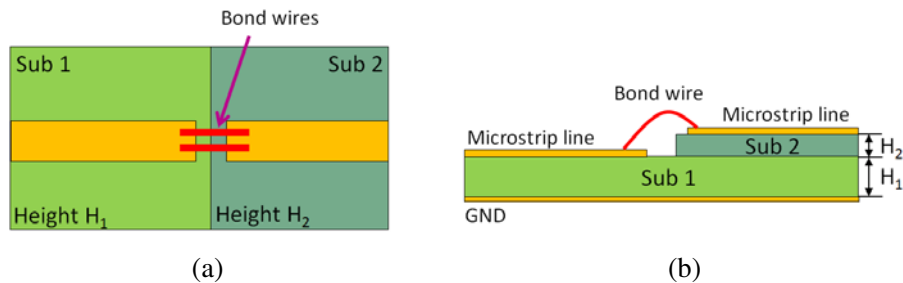 Bond wires
Sub 1
Sub 2
Height H₁
Height H₂
(a)
Bond wire
Microstrip line
Microstrip line
Sub 2
H₂
Sub 1
H₁
GND
(b)